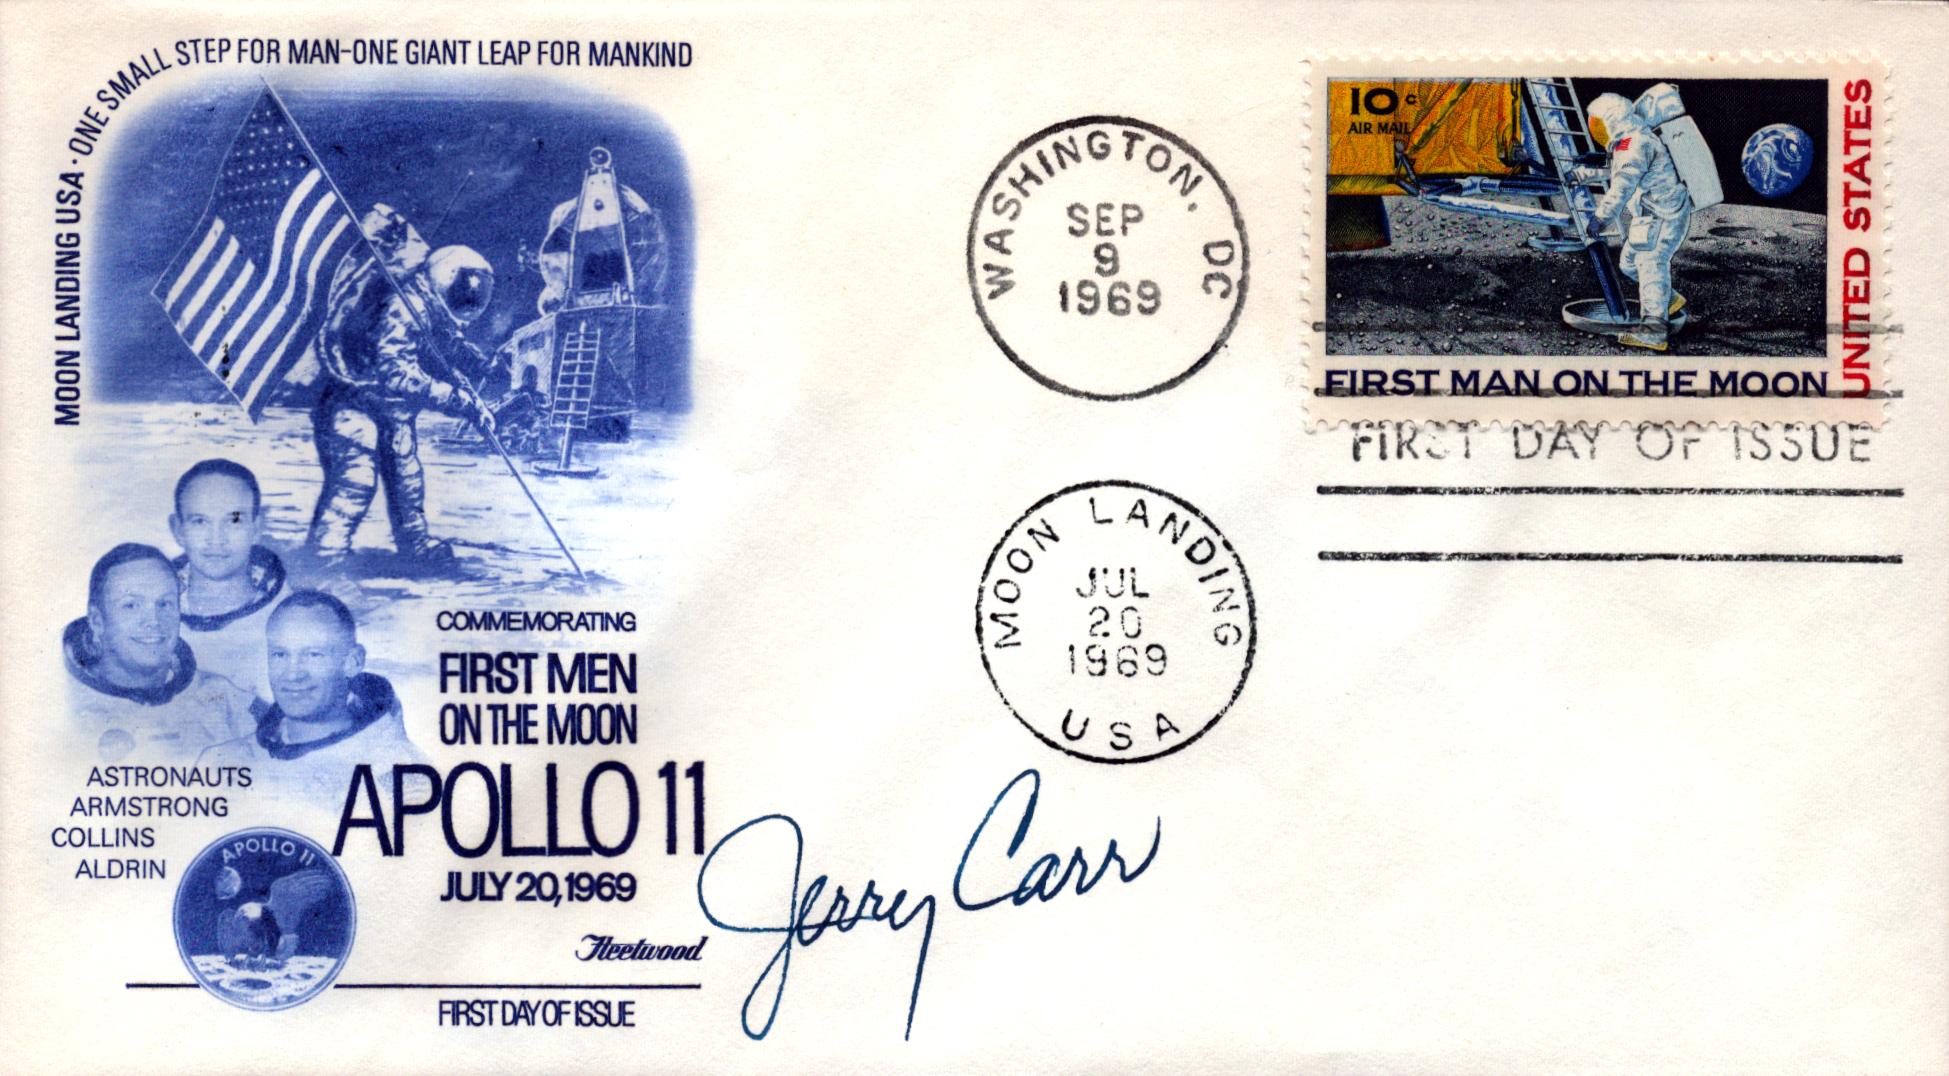 MOON LANDING USA · ONE SMALL STEP FOR MAN-ONE GIANT LEAP FOR MANKIND
COMMEMORATING
FIRST MEN
ON THE MOON
APOLLO 11
JULY 20, 1969
ASTRONAUTS
ARMSTRONG
COLLINS
ALDRIN
APOLLO 11
Fleetwood
FIRST DAY OF ISSUE
Jerry Carr
WASHINGTON, DC
SEP
9
1969
MOON LANDING
JUL
20
1969
USA
10c
AIR MAIL
UNITED STATES
FIRST MAN ON THE MOON
FIRST DAY OF ISSUE